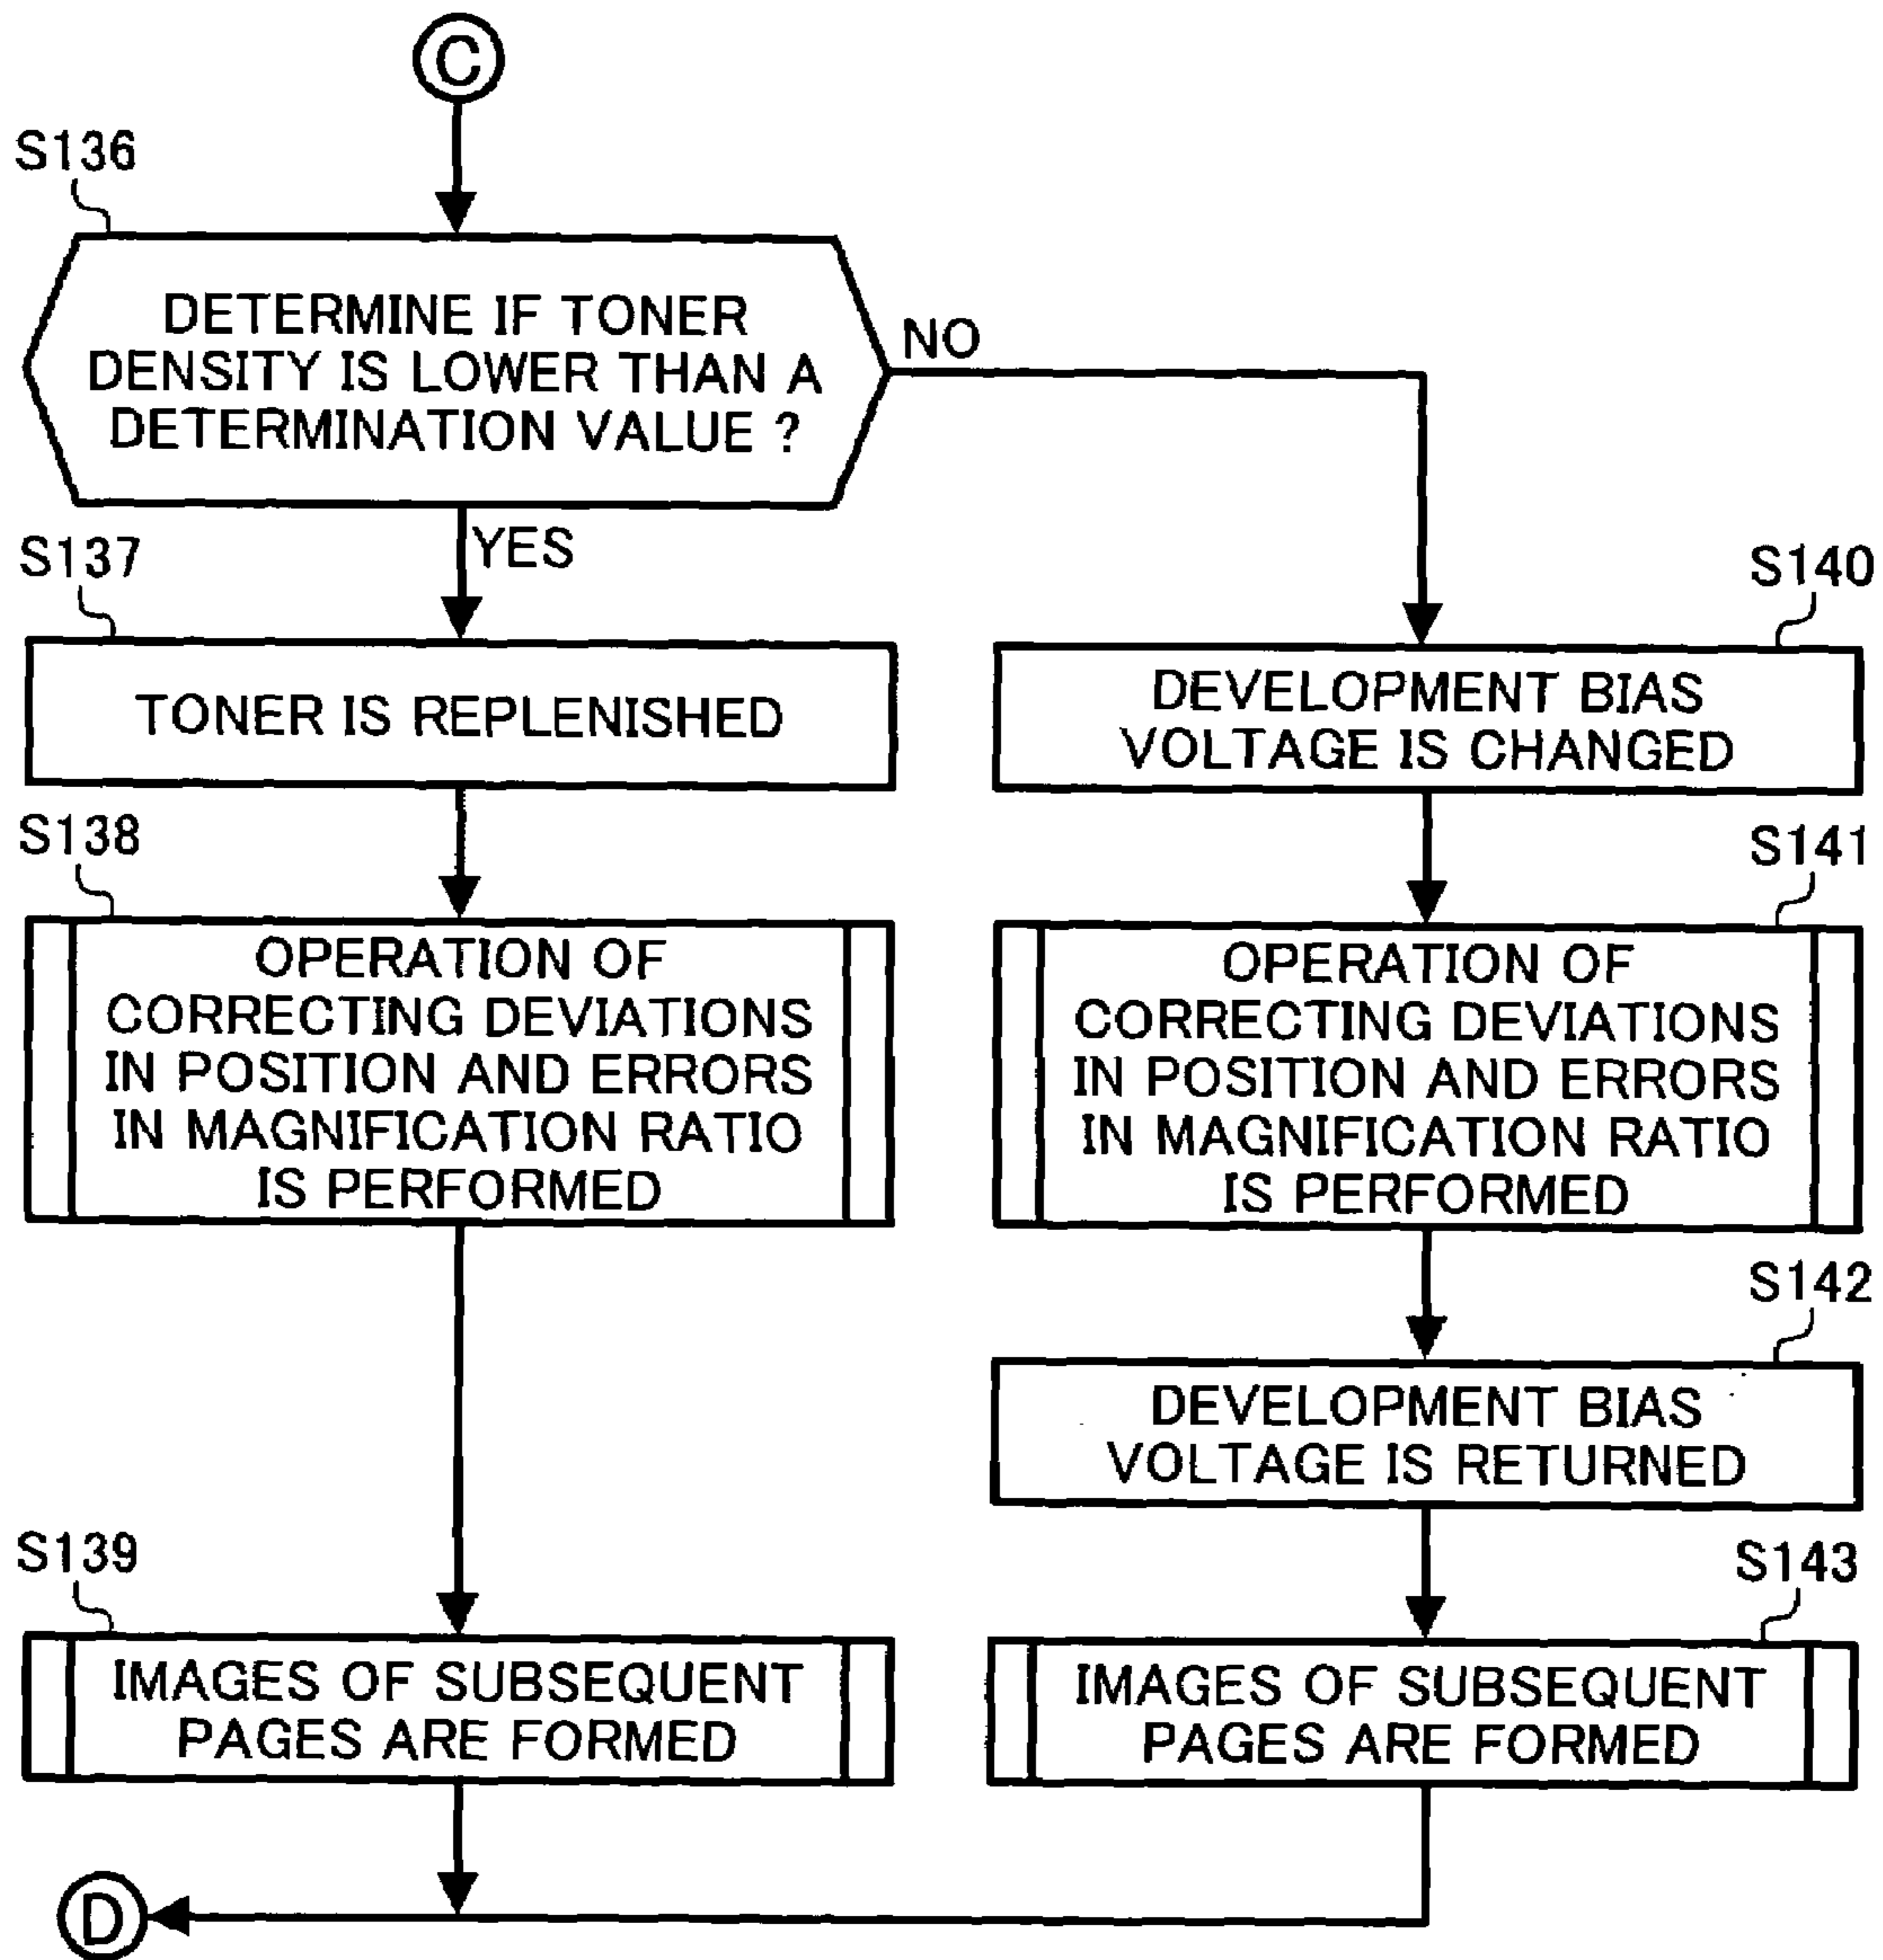 C
S136
DETERMINE IF TONER
DENSITY IS LOWER THAN A
DETERMINATION VALUE ?
NO
YES
S137
TONER IS REPLENISHED
S138
OPERATION OF
CORRECTING DEVIATIONS
IN POSITION AND ERRORS
IN MAGNIFICATION RATIO
IS PERFORMED
S139
IMAGES OF SUBSEQUENT
PAGES ARE FORMED
S140
DEVELOPMENT BIAS
VOLTAGE IS CHANGED
S141
OPERATION OF
CORRECTING DEVIATIONS
IN POSITION AND ERRORS
IN MAGNIFICATION RATIO
IS PERFORMED
S142
DEVELOPMENT BIAS
VOLTAGE IS RETURNED
S143
IMAGES OF SUBSEQUENT
PAGES ARE FORMED
D